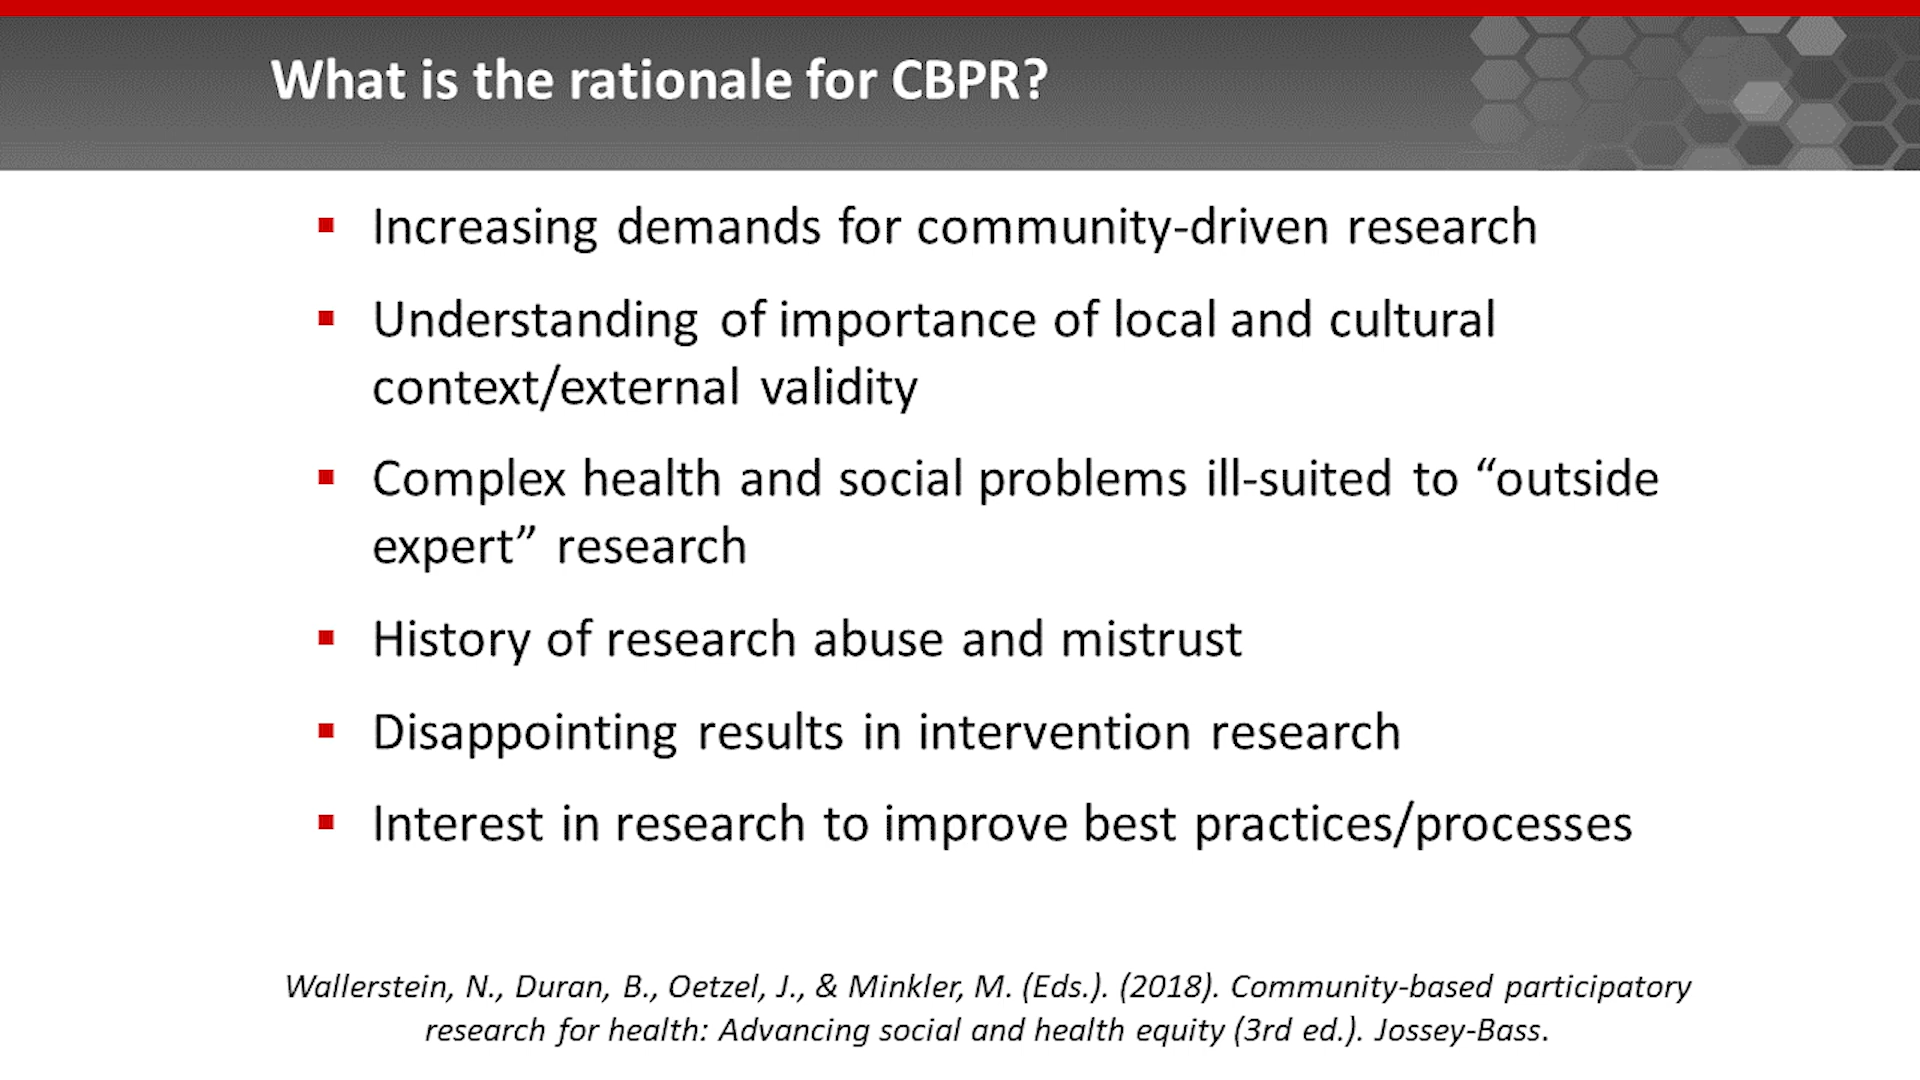 What is the rationale for CBPR?
Increasing demands for community-driven research
Understanding of importance of local and cultural
context/external validity
Complex health and social problems ill-suited to “outside
expert” research
History of research abuse and mistrust
Disappointing results in intervention research
Interest in research to improve best practices/processes
Wallerstein, N., Duran, B., Oetzel, J., & Minkler, M. (Eds.). (2018). Community-based participatory
research for health: Advancing social and health equity (3rd ed.). Jossey-Bass.